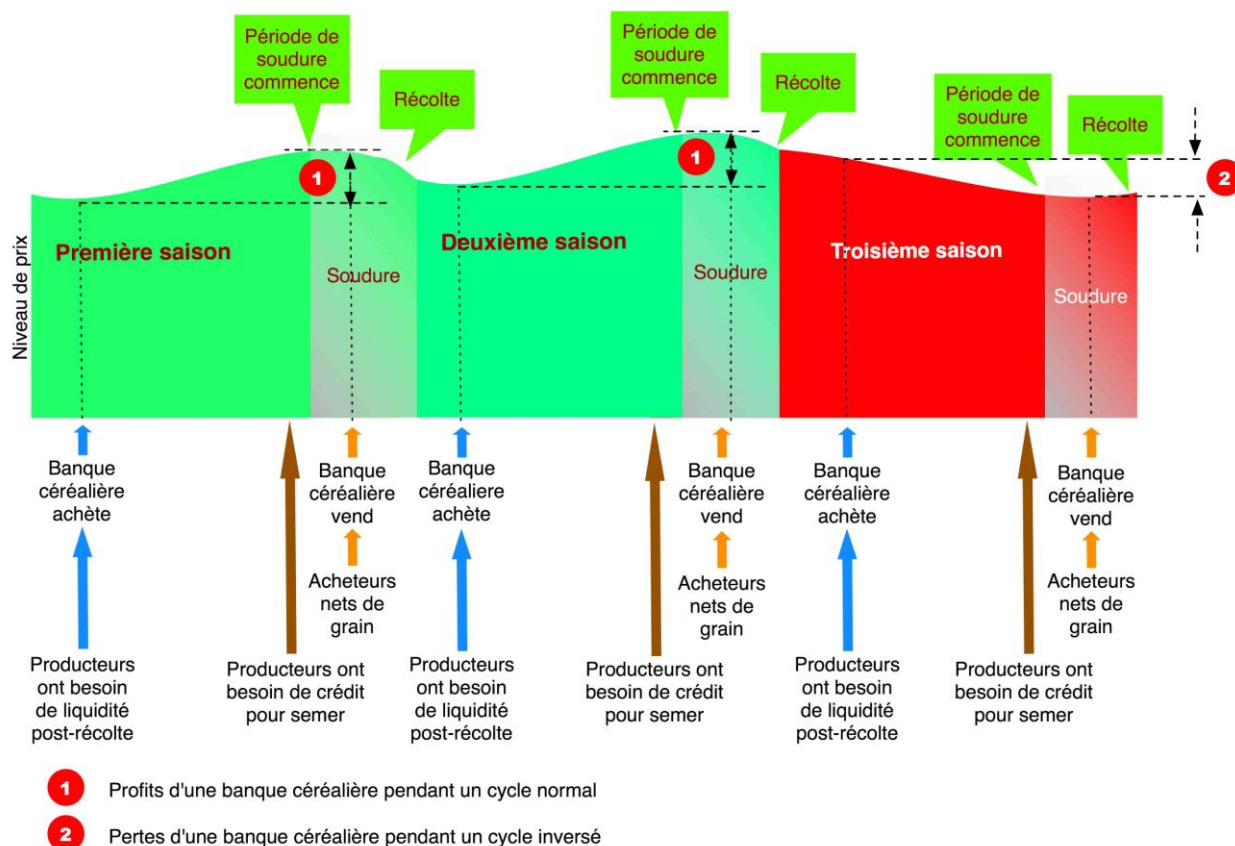 Période de
soudure
commence
Récolte
Période de
soudure
commence
Récolte
Période de
soudure
commence
Récolte
1
1
2
Niveau de prix
Première saison
Soudure
Deuxième saison
Soudure
Troisième saison
Soudure
Banque
céréalière
achète
Banque
céréalière
vend
Banque
céréaliere
achète
Banque
céréalière
vend
Banque
céréalière
achète
Banque
céréalière
vend
Acheteurs
nets de
grain
Acheteurs
nets de
grain
Acheteurs
nets de
grain
Producteurs
ont besoin
de liquidité
post-récolte
Producteurs ont
besoin de crédit
pour semer
Producteurs
ont besoin
de liquidité
post-récolte
Producteurs ont
besoin de crédit
pour semer
Producteurs
ont besoin
de liquidité
post-récolte
Producteurs ont
besoin de crédit
pour semer
1 Profits d'une banque céréalière pendant un cycle normal
2 Pertes d'une banque céréalière pendant un cycle inversé